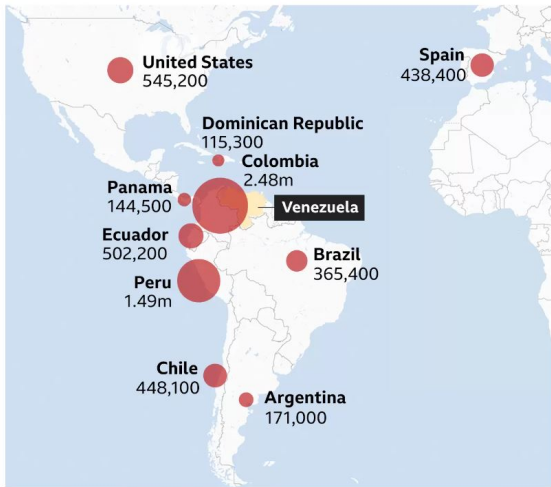 United States
545,200
Spain
438,400
Dominican Republic
115,300
Colombia
2.48m
Panama
144,500
Venezuela
Ecuador
502,200
Brazil
365,400
Peru
1.49m
Chile
448,100
Argentina
171,000